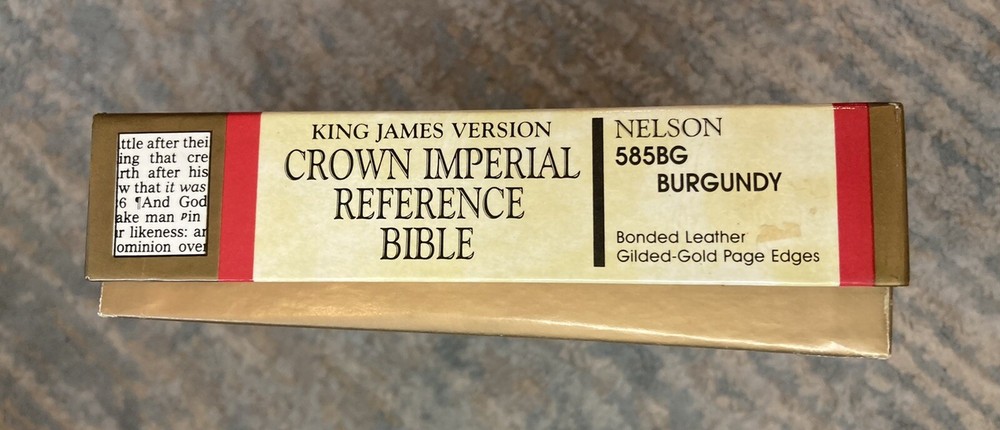 ttle after thei
ing that cre
rth after his
w that it was
6 ¶And God
ake man Pin
r likeness: an
ominion over
KING JAMES VERSION
CROWN IMPERIAL
REFERENCE
BIBLE
NELSON
585BG
BURGUNDY
Bonded Leather
Gilded-Gold Page Edges